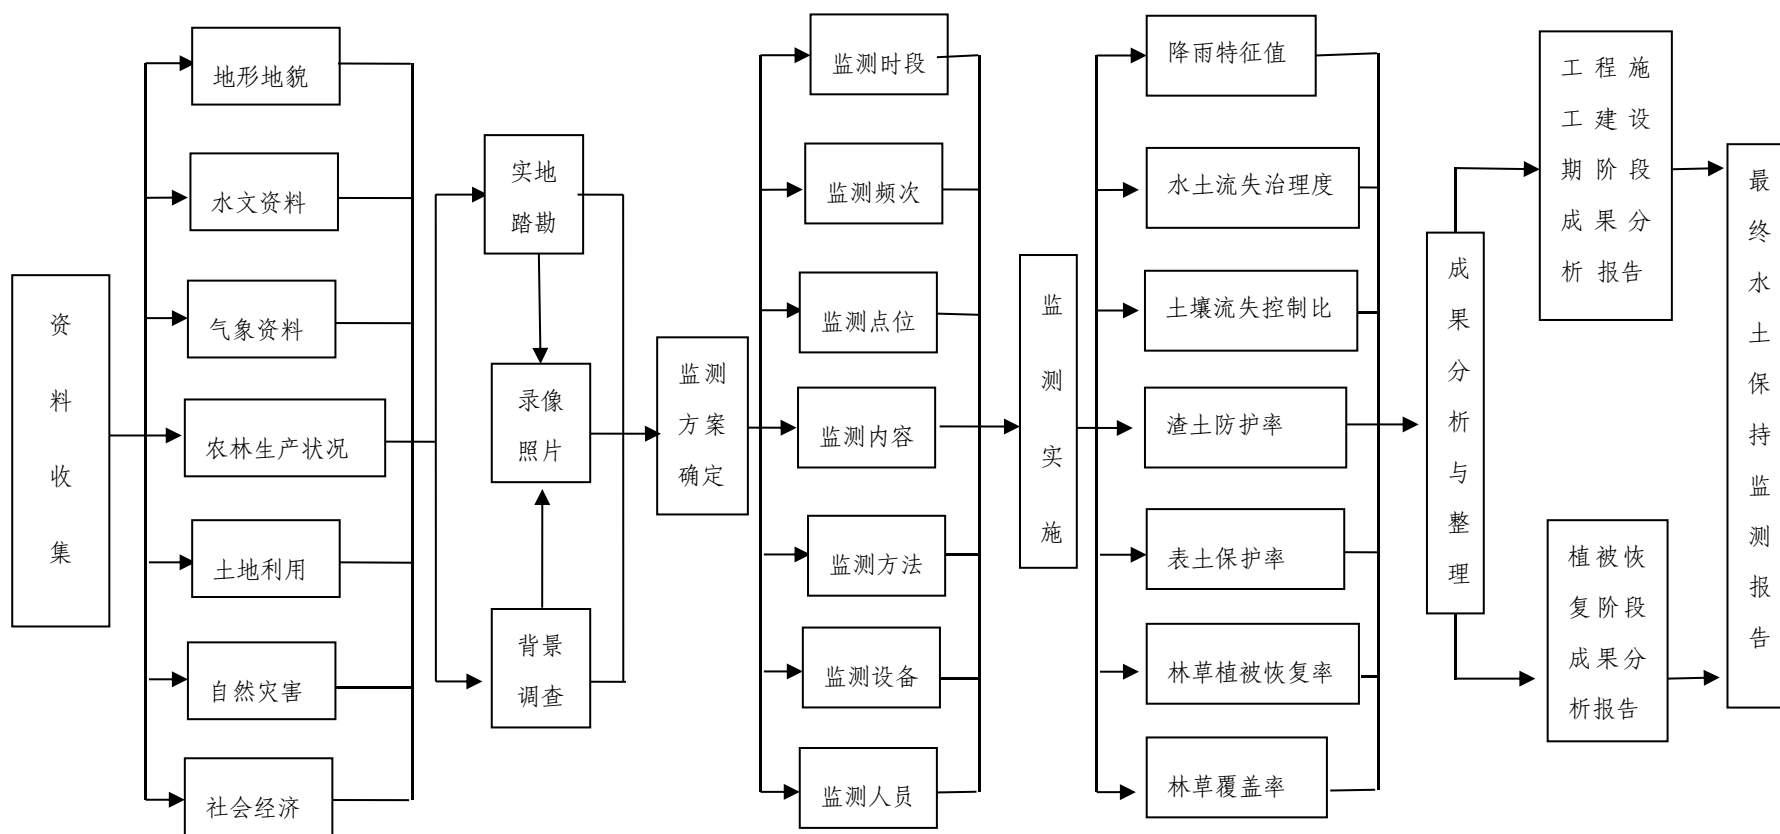 资
料
收
集
地形地貌
水文资料
气象资料
农林生产状况
土地利用
自然灾害
社会经济
实地
踏勘
录像
照片
背景
调查
监测
方案
确定
监测时段
监测频次
监测点位
监测内容
监测方法
监测设备
监测人员
监
测
实
施
降雨特征值
水土流失治理度
土壤流失控制比
渣土防护率
表土保护率
林草植被恢复率
林草覆盖率
成
果
分
析
与
整
理
工程施
工建设
期阶段
成果分
析报告
植被恢
复阶段
成果分
析报告
最
终
水
土
保
持
监
测
报
告